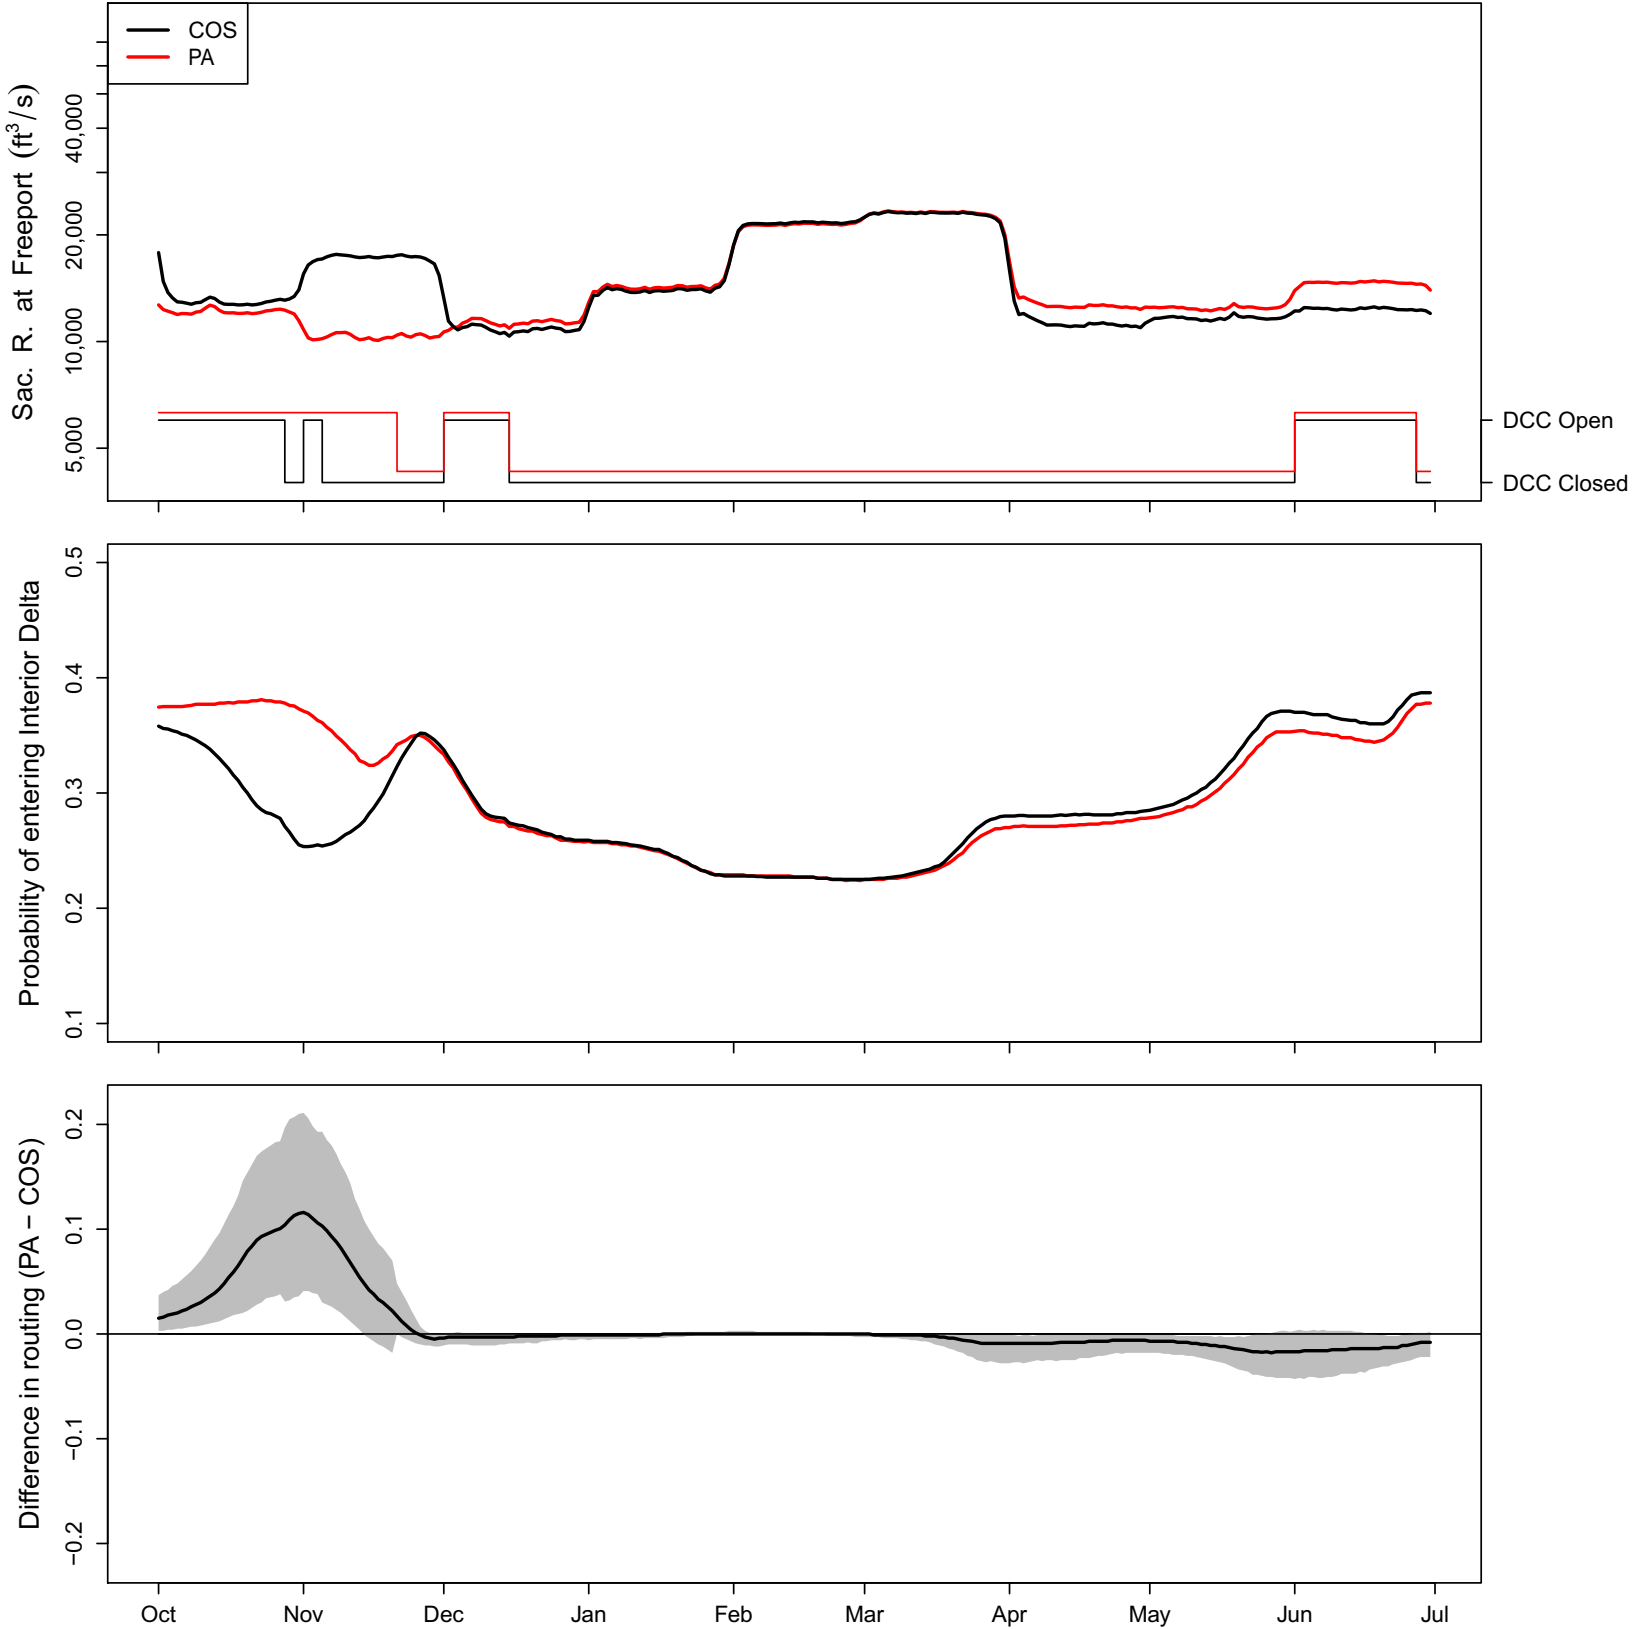 COS
PA
Sac. R. at Freeport (ft³/s)
40,000
20,000
10,000
5,000
DCC Open
DCC Closed
Probability of entering Interior Delta
0.5
0.4
0.3
0.2
0.1
Difference in routing (PA − COS)
0.2
0.1
0.0
−0.1
−0.2
Oct Nov Dec Jan Feb Mar Apr May Jun Jul